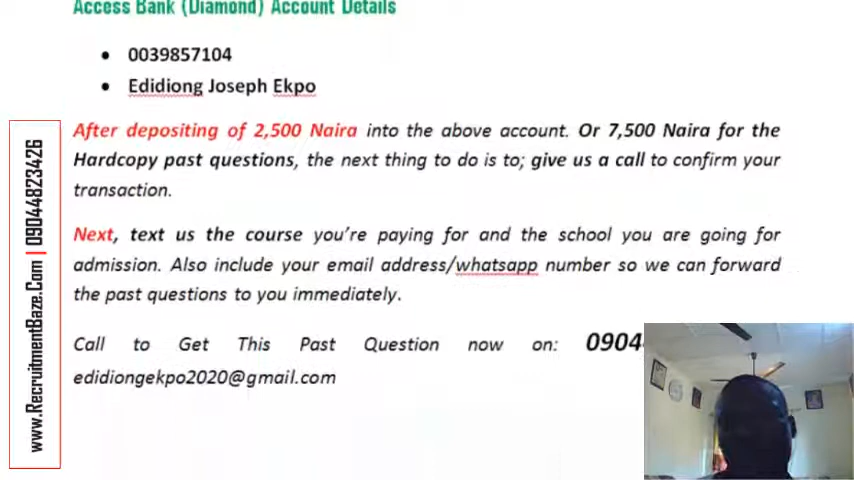 Access Bank (Diamond) Account Details
• 0039857104
• Edidiong Joseph Ekpo
After depositing of 2,500 Naira into the above account. Or 7,500 Naira for the
Hardcopy past questions, the next thing to do is to; give us a call to confirm your
transaction.
Next, text us the course you're paying for and the school you are going for
admission. Also include your email address/whatsapp number so we can forward
the past questions to you immediately.
Call to Get This Past Question now on: 0904
edidiongekpo2020@gmail.com
www.RecruitmentBaze.Com | 09044823426